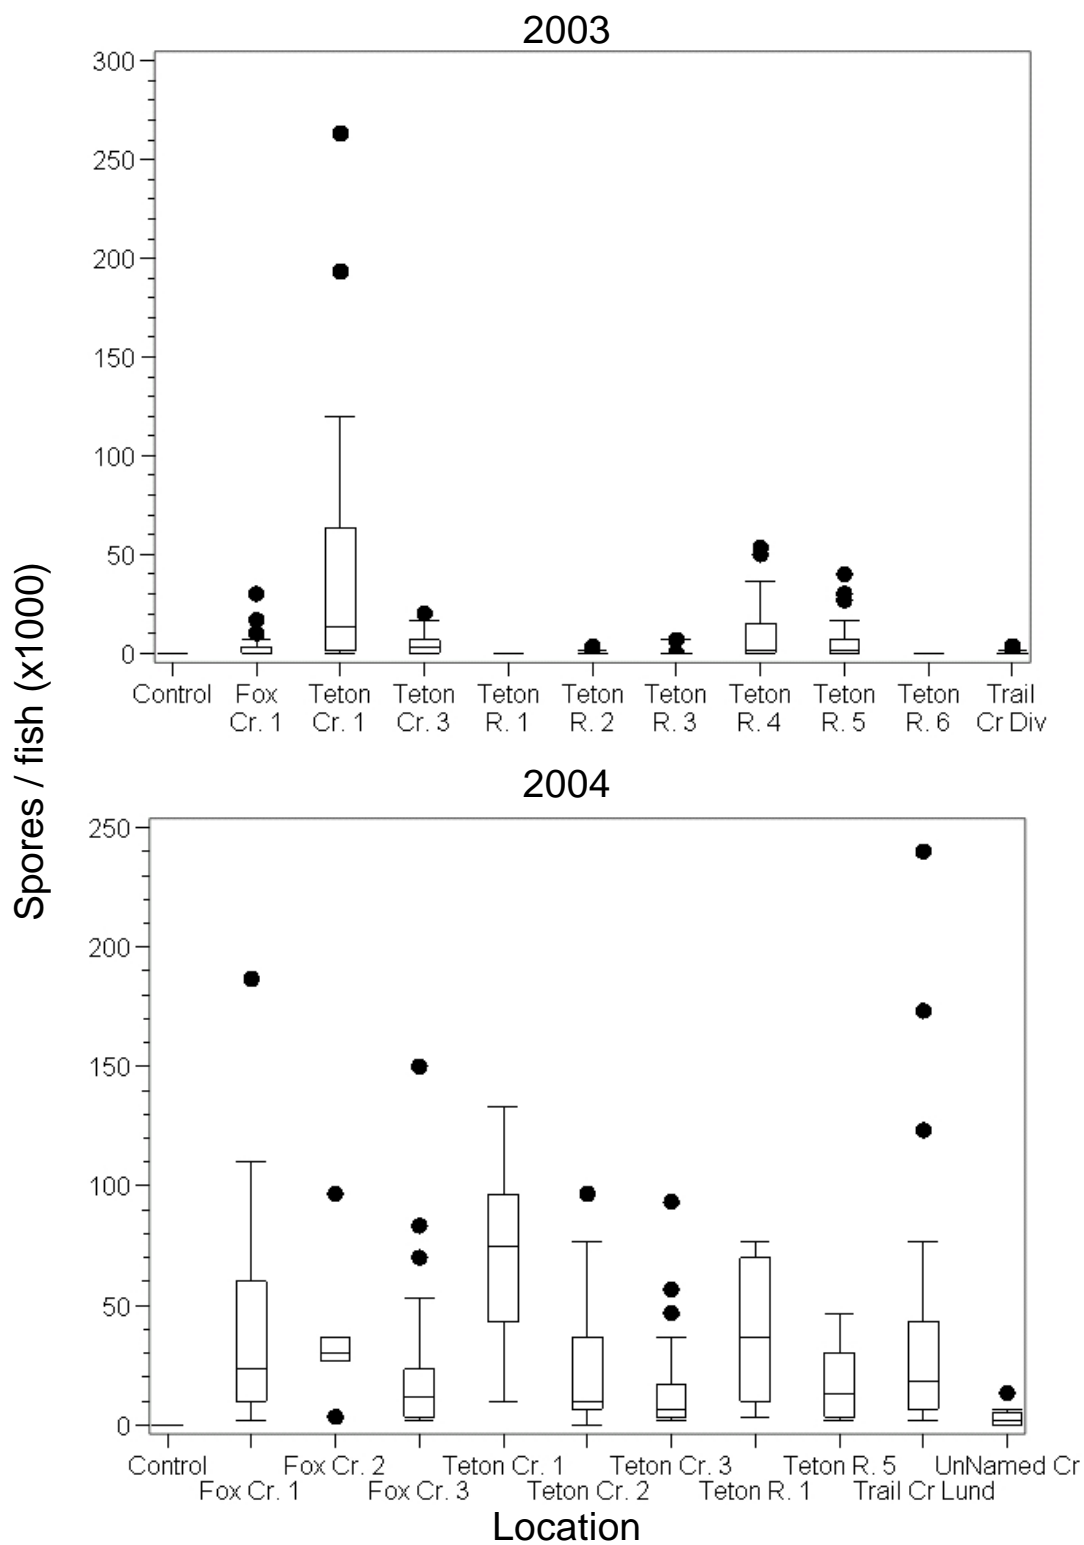 2003
300
250
200
150
100
50
0
Control Fox Teton Teton Teton Teton Teton Teton Teton Teton Trail
Cr. 1 Cr. 1 Cr. 3 R. 1 R. 2 R. 3 R. 4 R. 5 R. 6 Cr Div
Spores / fish (x1000)
2004
250
200
150
100
50
0
Control Fox Cr. 2 Teton Cr. 1 Teton Cr. 3 Teton R. 5 UnNamed Cr
Fox Cr. 1 Fox Cr. 3 Teton Cr. 2 Teton R. 1 Trail Cr Lund
Location